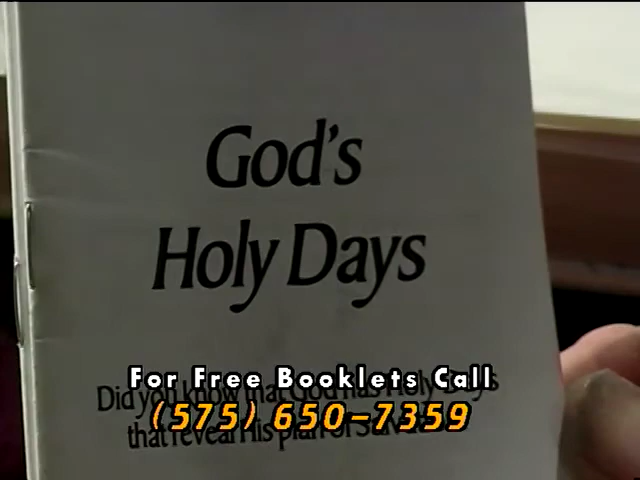 God's
Holy Days
For Free Booklets Call
Did you know that God has Holy Days
(575) 650-7359
that reveal His plan of